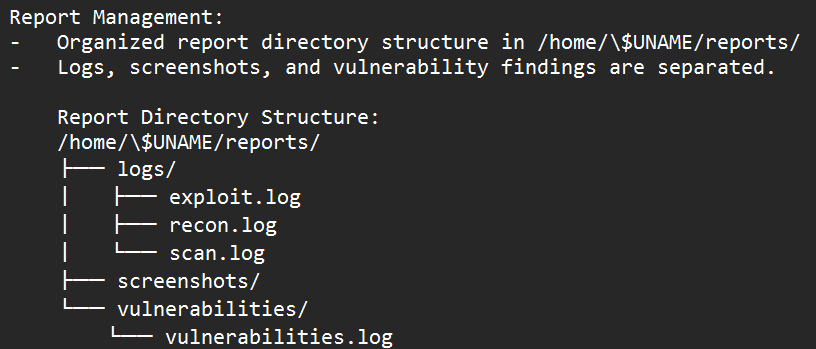 Report Management:
-   Organized report directory structure in /home/\$UNAME/reports/
-   Logs, screenshots, and vulnerability findings are separated.
    Report Directory Structure:
    /home/\$UNAME/reports/
    ├── logs/
    │   ├── exploit.log
    │   ├── recon.log
    │   └── scan.log
    ├── screenshots/
    └── vulnerabilities/
        └── vulnerabilities.log